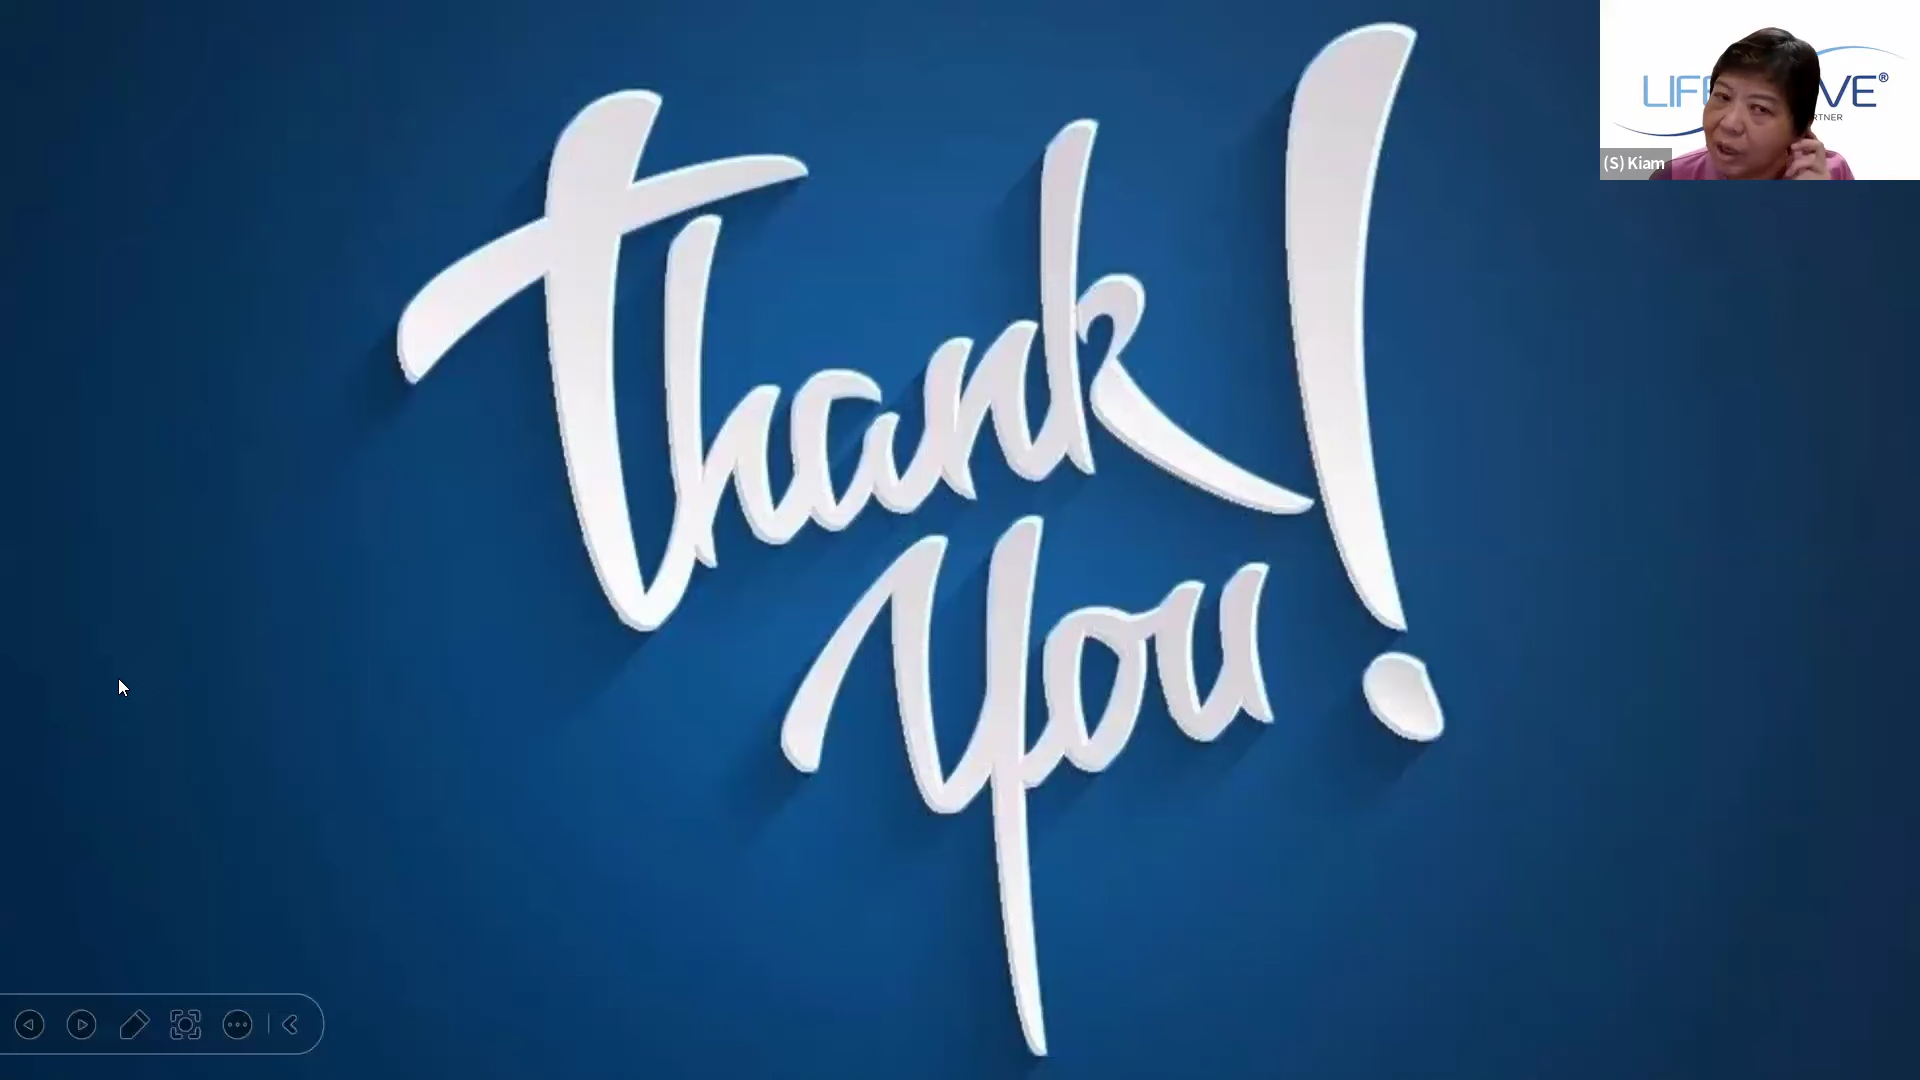 Thank
You!
LIF VE®
RTNER
(S) Kiam